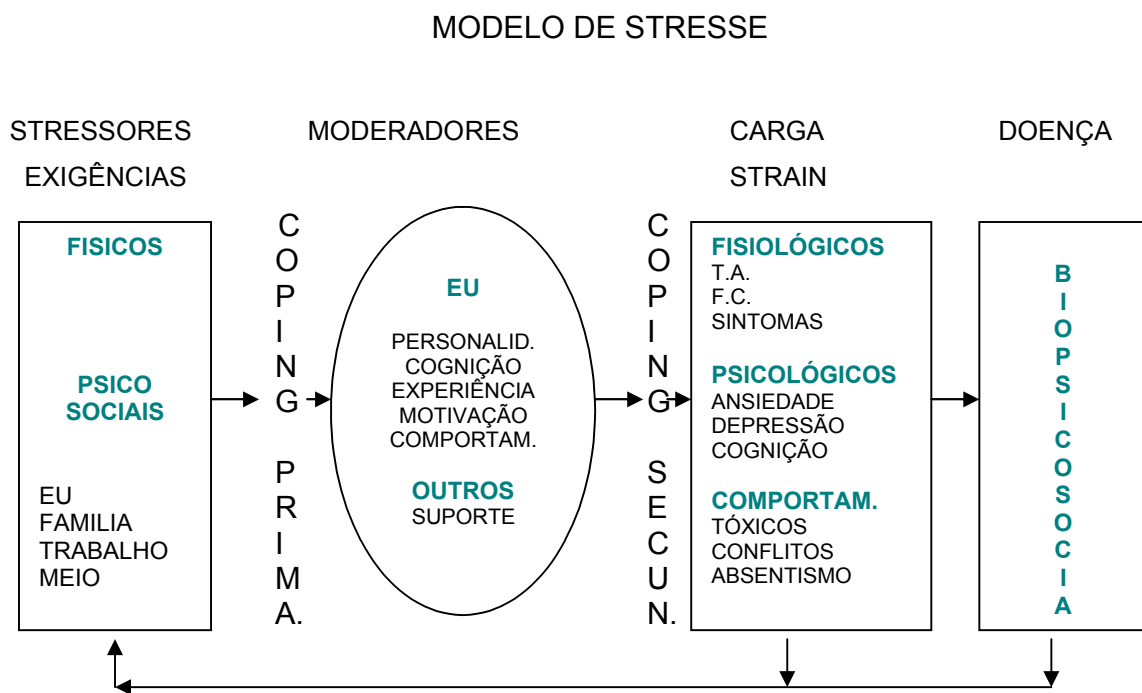 MODELO DE STRESSE
STRESSORES
EXIGÊNCIAS
MODERADORES
CARGA
STRAIN
DOENÇA
FISICOS
PSICO
SOCIAIS
EU
FAMILIA
TRABALHO
MEIO
COPING PRIMA.
EU
PERSONALID.
COGNIÇÃO
EXPERIÊNCIA
MOTIVAÇÃO
COMPORTAM.
OUTROS
SUPORTE
COPING SECUN.
FISIOLÓGICOS
T.A.
F.C.
SINTOMAS
PSICOLÓGICOS
ANSIEDADE
DEPRESSÃO
COGNIÇÃO
COMPORTAM.
TÓXICOS
CONFLITOS
ABSENTISMO
BIOPSICOSOCIA